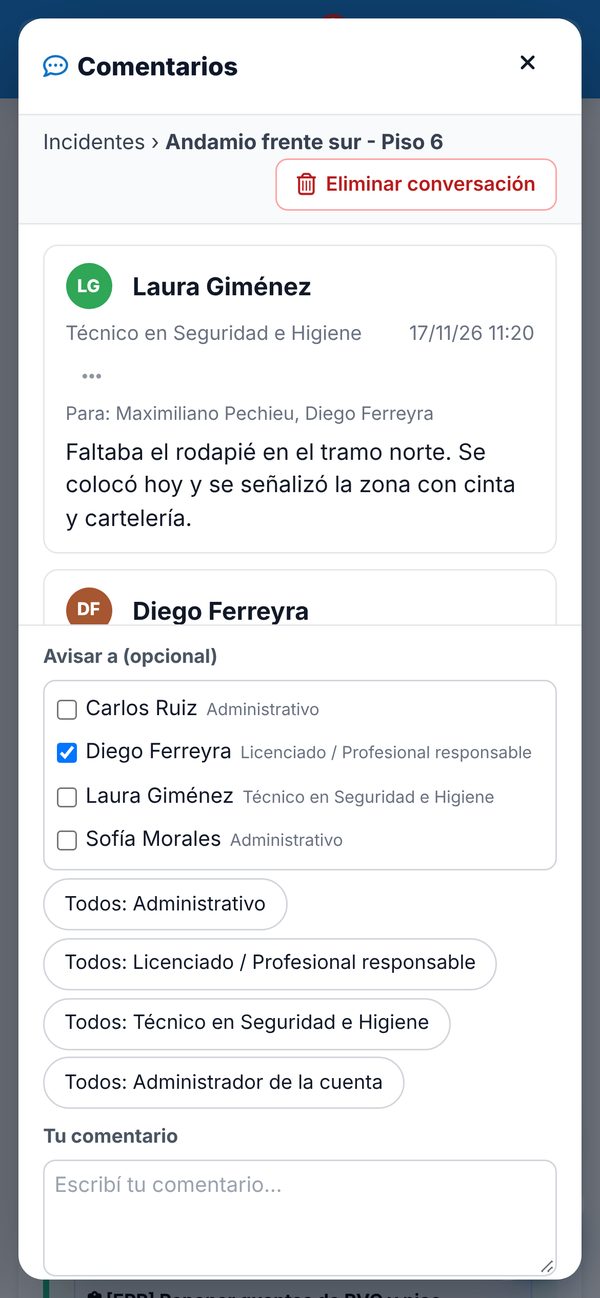 Comentarios
Incidentes › Andamio frente sur - Piso 6
Eliminar conversación
LG Laura Giménez
Técnico en Seguridad e Higiene 17/11/26 11:20
Para: Maximiliano Pechieu, Diego Ferreyra
Faltaba el rodapié en el tramo norte. Se
colocó hoy y se señalizó la zona con cinta
y cartelería.
DF Diego Ferreyra
Avisar a (opcional)
Carlos Ruiz Administrativo
Diego Ferreyra Licenciado / Profesional responsable
Laura Giménez Técnico en Seguridad e Higiene
Sofía Morales Administrativo
Todos: Administrativo
Todos: Licenciado / Profesional responsable
Todos: Técnico en Seguridad e Higiene
Todos: Administrador de la cuenta
Tu comentario
Escribí tu comentario...